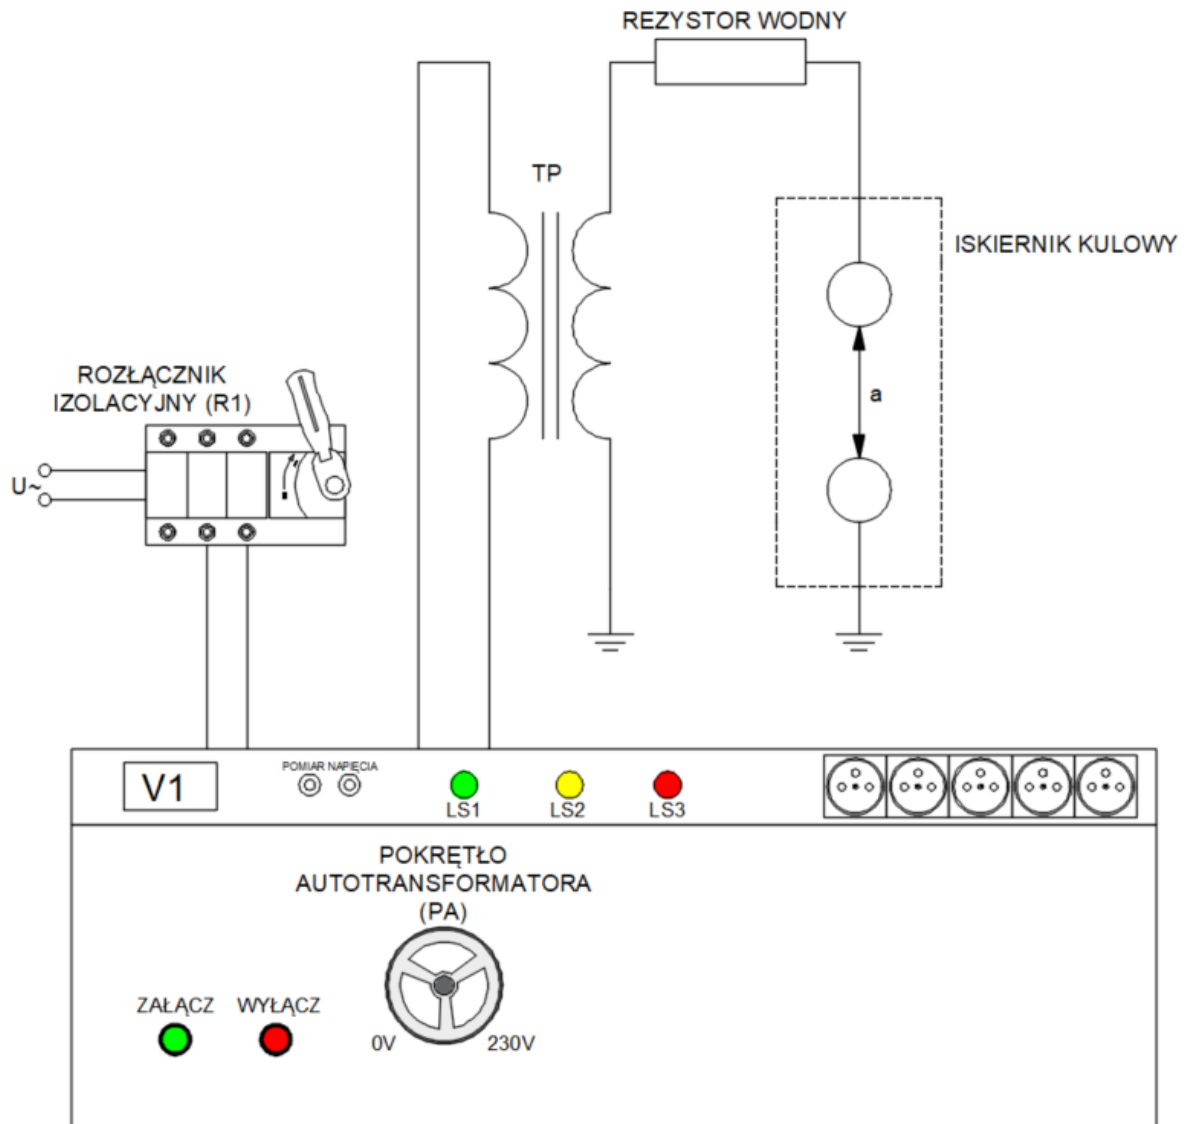 REZYSTOR WODNY
TP
ISKIERNIK KULOWY
ROZŁĄCZNIK
IZOLACYJNY (R1)
a
U~
V1
POMIAR NAPIĘCIA
LS1
LS2
LS3
POKRĘTŁO
AUTOTRANSFORMATORA
(PA)
ZAŁĄCZ
WYŁĄCZ
0V
230V